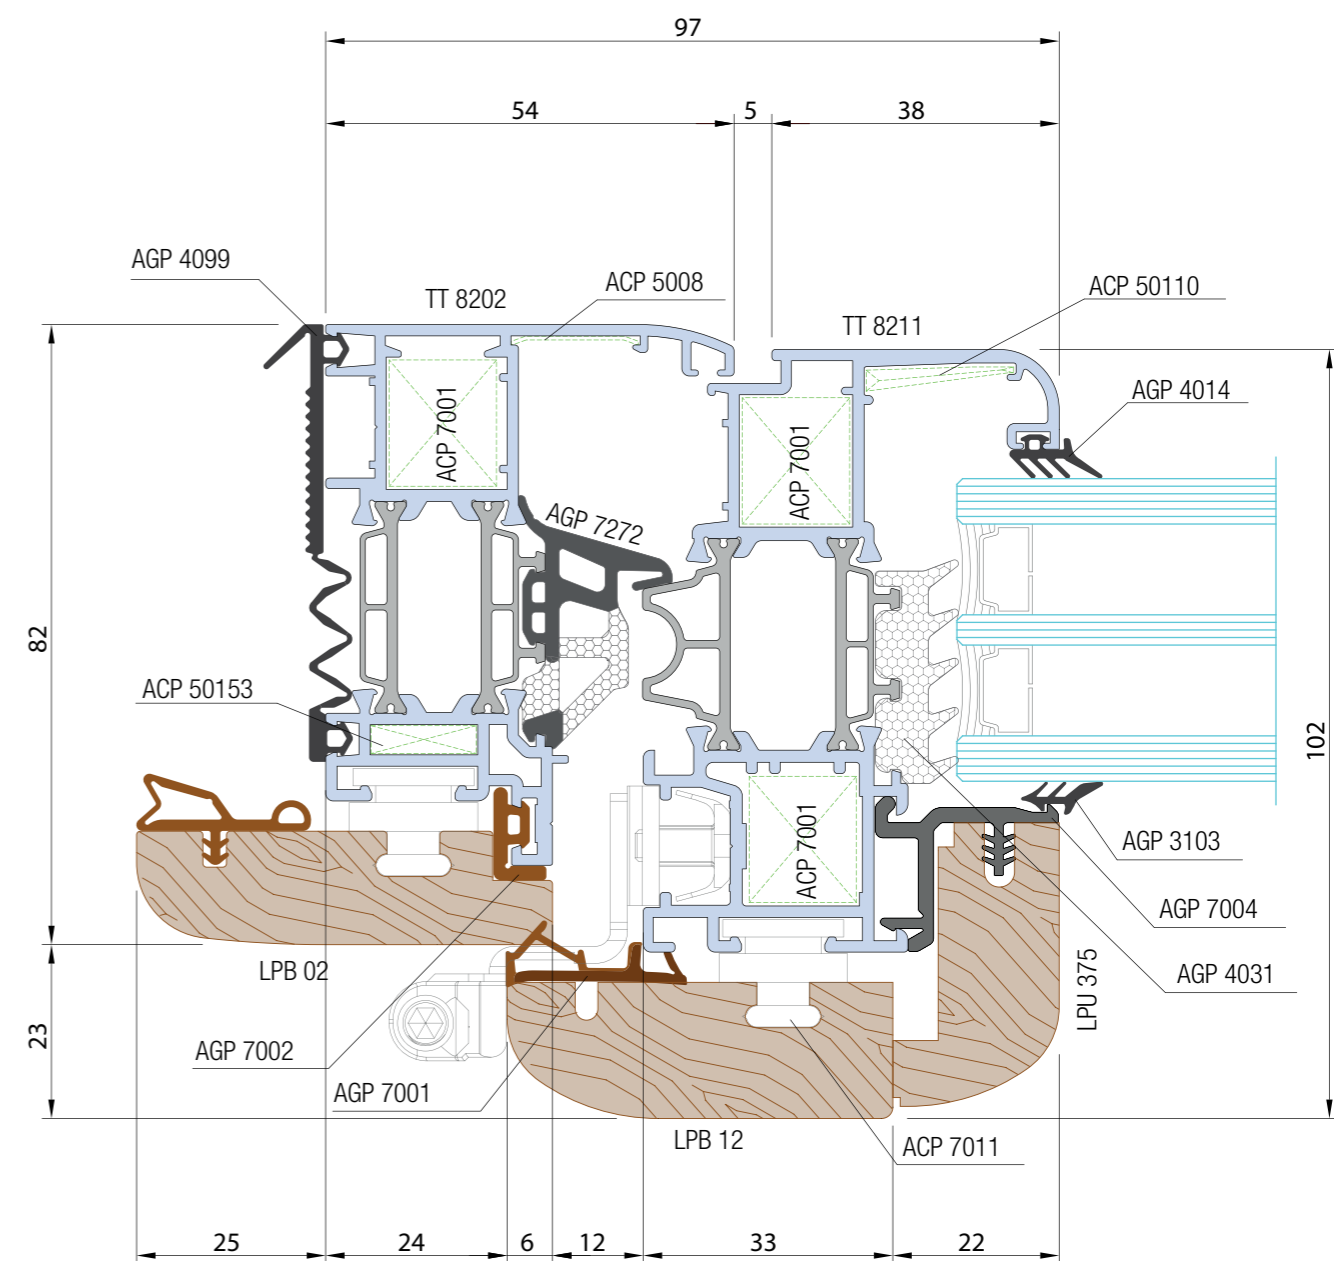 97
54
5
38
AGP 4099
TT 8202
ACP 5008
ACP 50110
TT 8211
AGP 4014
ACP 7001
ACP 7001
AGP 7272
82
ACP 50153
102
ACP 7001
AGP 3103
AGP 7004
LPB 02
AGP 4031
LPU 375
23
AGP 7002
AGP 7001
LPB 12
ACP 7011
25
24
6
12
33
22